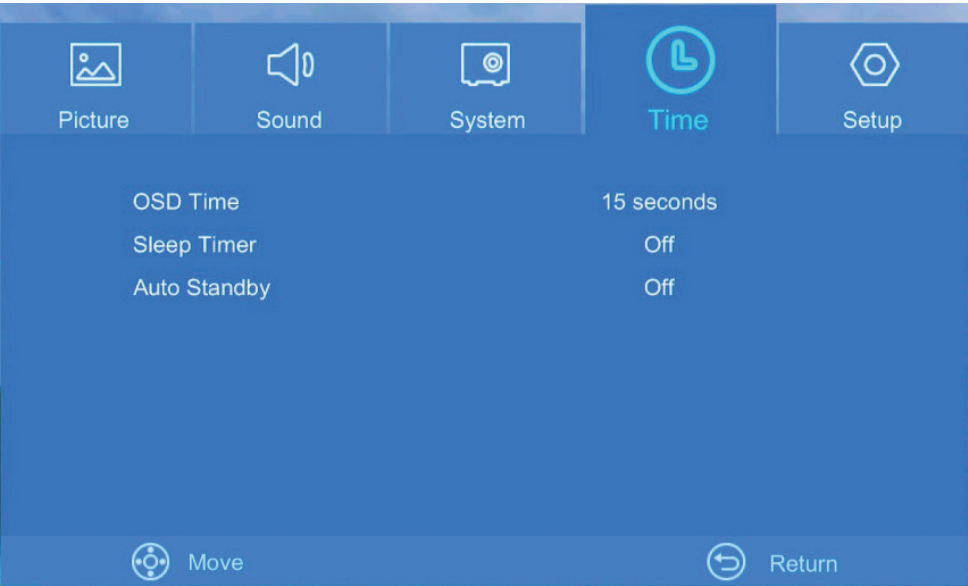 Picture Sound System Time Setup
OSD Time 15 seconds
Sleep Timer Off
Auto Standby Off
Move Return